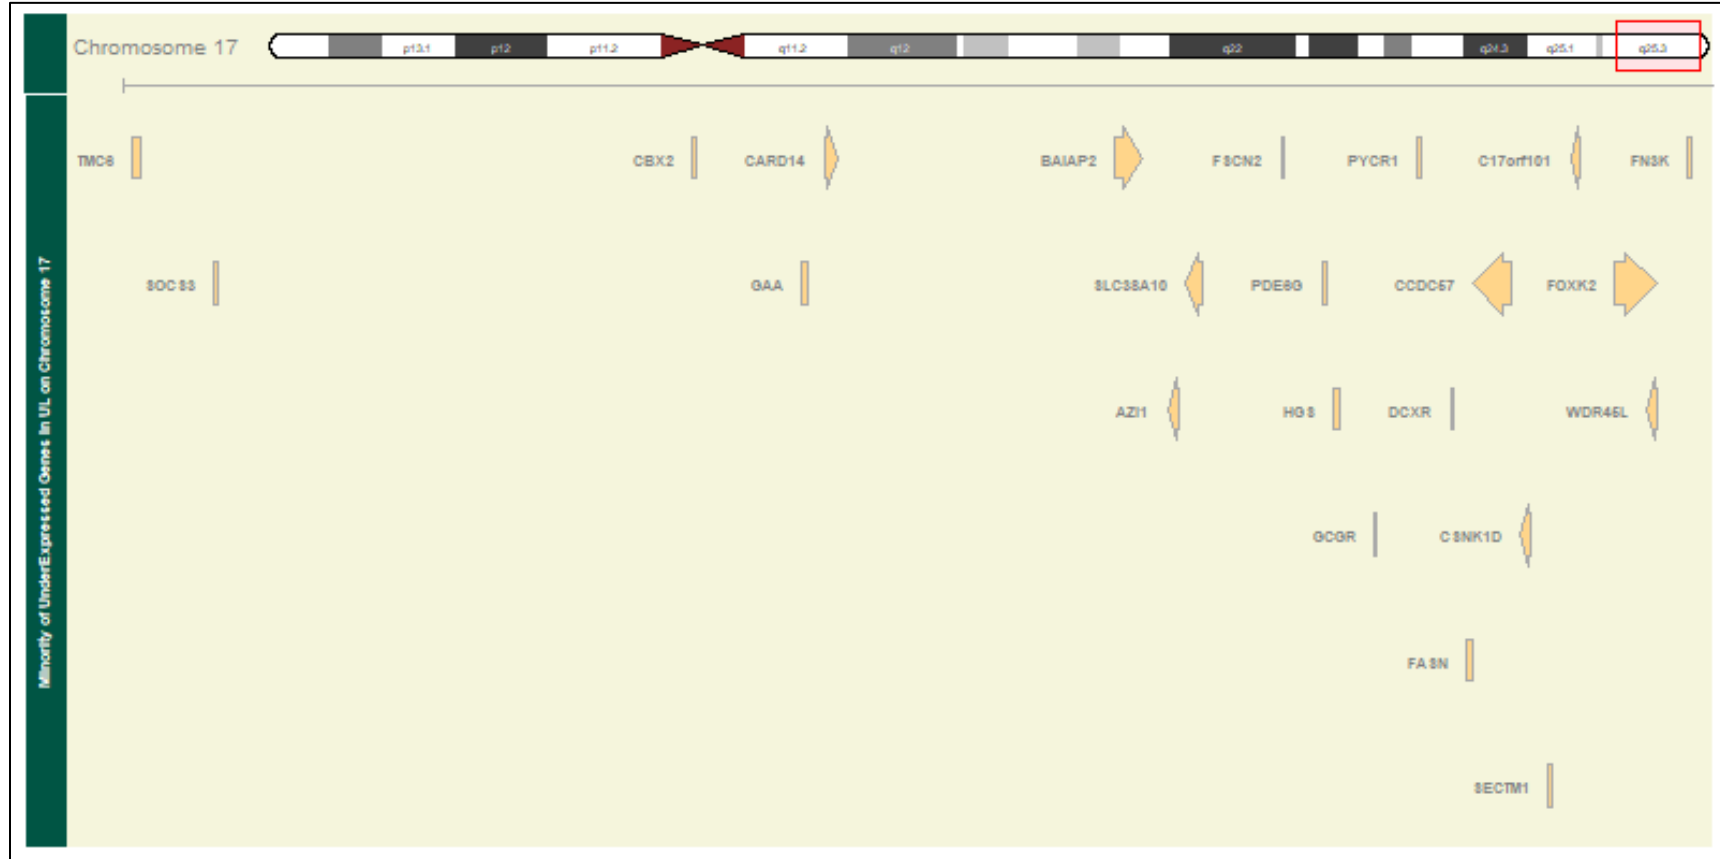 Chromosome 17
p13.1 p12 p11.2 q11.2 q12 q22 q24.3 q25.1 q25.3
Minority of UnderExpressed Genes in UL on Chromosome 17
TMC6 CBX2 CARD14 BAIAP2 FSCN2 PYCR1 C17orf101 FN3K
SOCS3 GAA SLC38A10 PDE6G CCDC57 FOXK2
AZI1 HGS DCXR WDR45L
GCGR CSNK1D
FASN
SECTM1